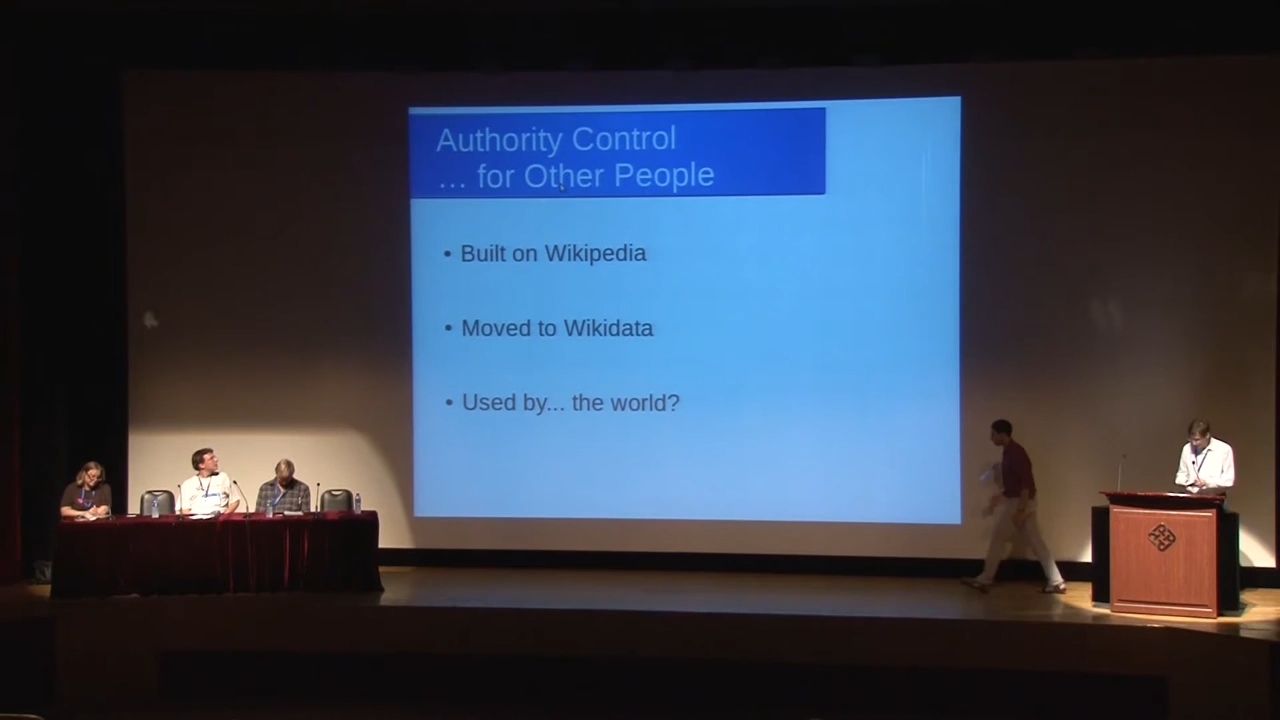 Authority Control
... for Other People
• Built on Wikipedia
• Moved to Wikidata
• Used by... the world?